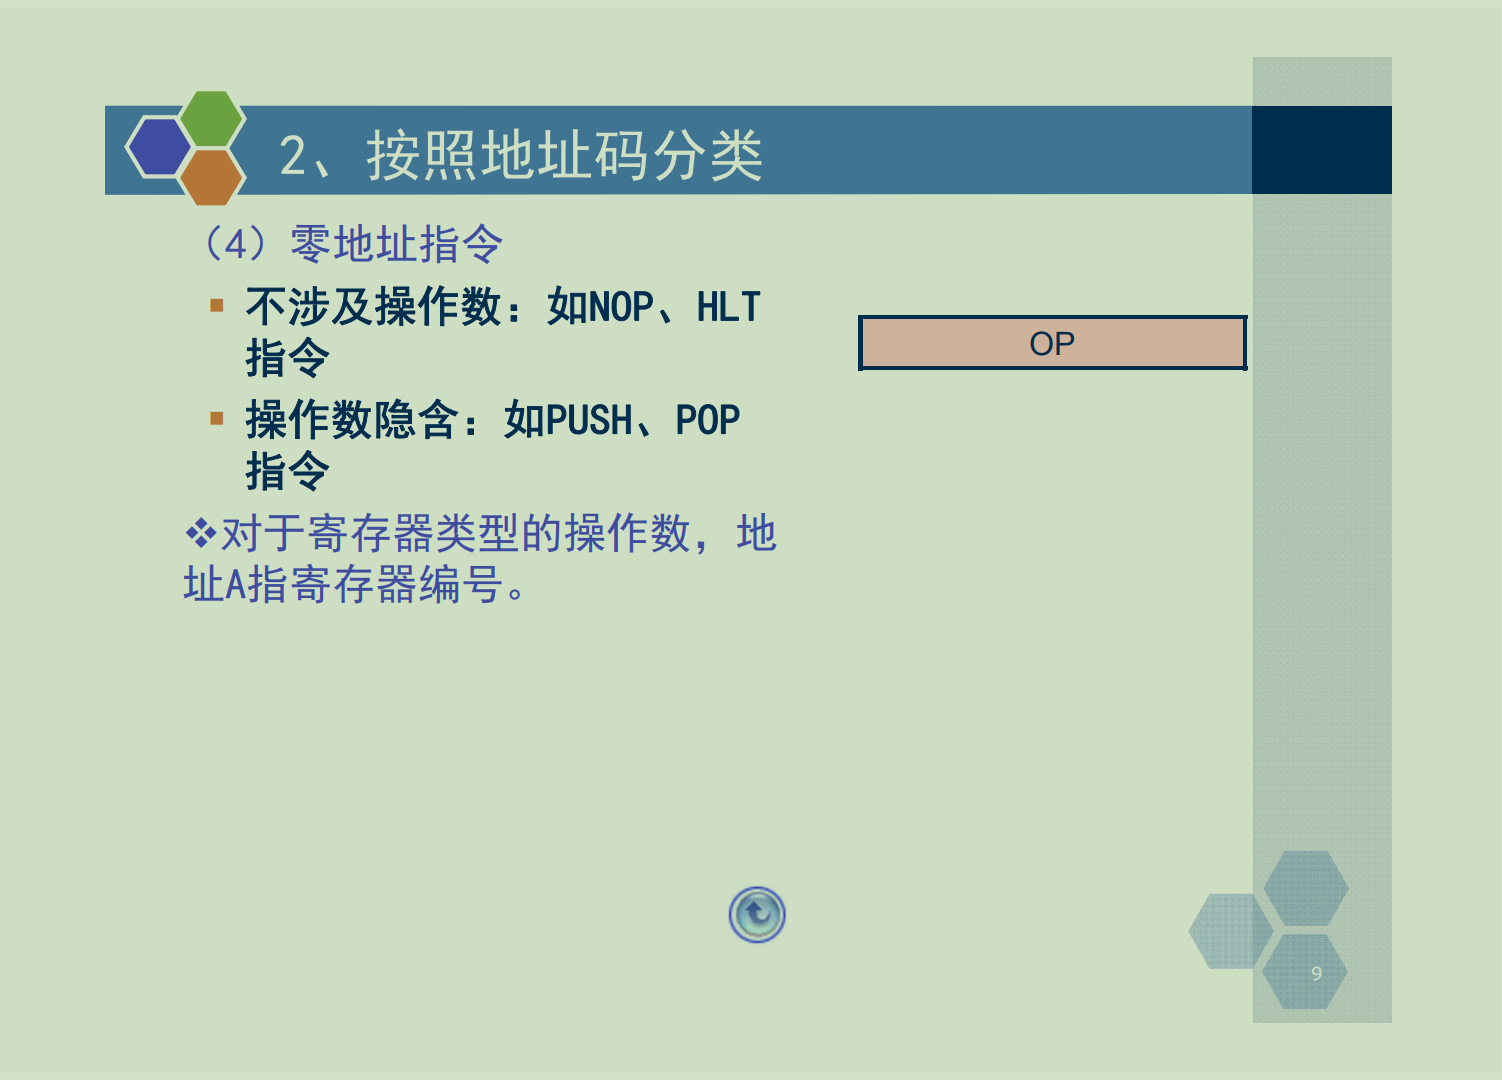 2、按照地址码分类
（4）零地址指令
不涉及操作数：如NOP、HLT
指令
OP
操作数隐含：如PUSH、POP
指令
❖对于寄存器类型的操作数，地
址A指寄存器编号。
9